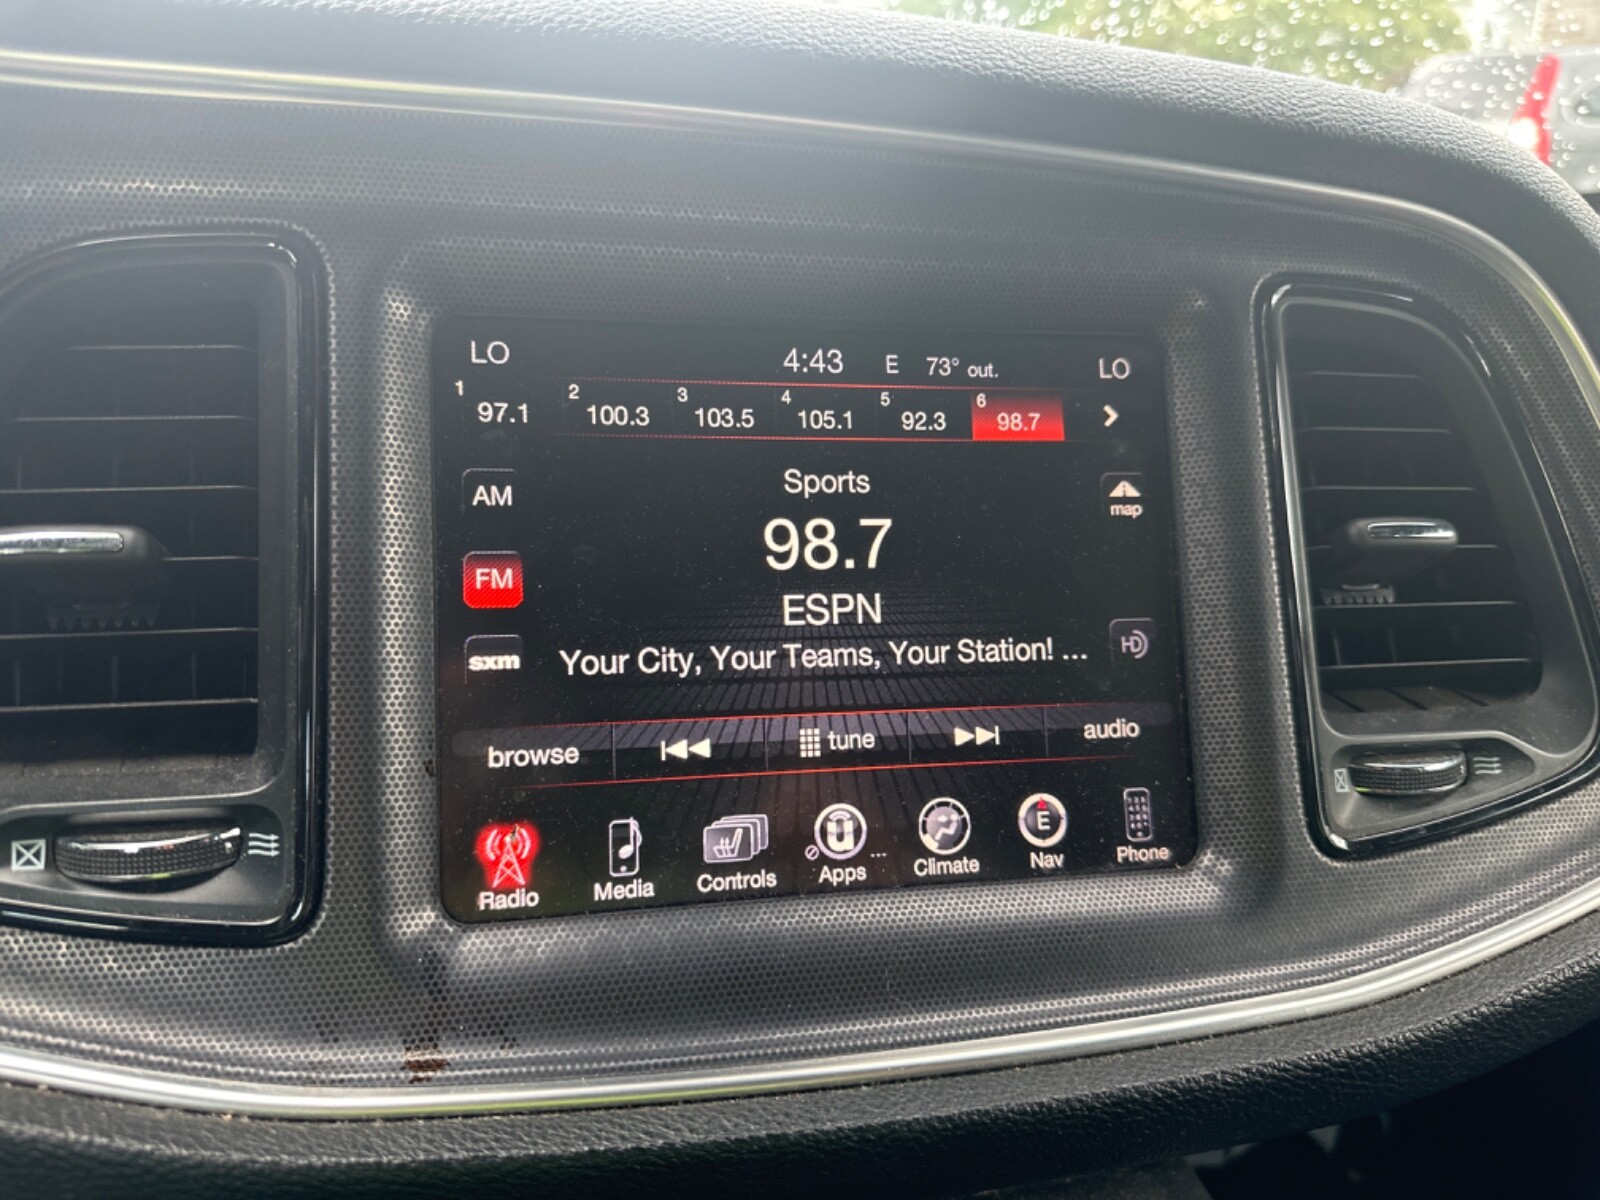 LO 4:43 E 73° out. LO
1 97.1 2 100.3 3 103.5 4 105.1 5 92.3 6 98.7
Sports
AM
map
98.7
FM
ESPN
HD
sxm
Your City, Your Teams, Your Station! ...
browse tune audio
Radio Media Controls Apps ... Climate E Nav Phone